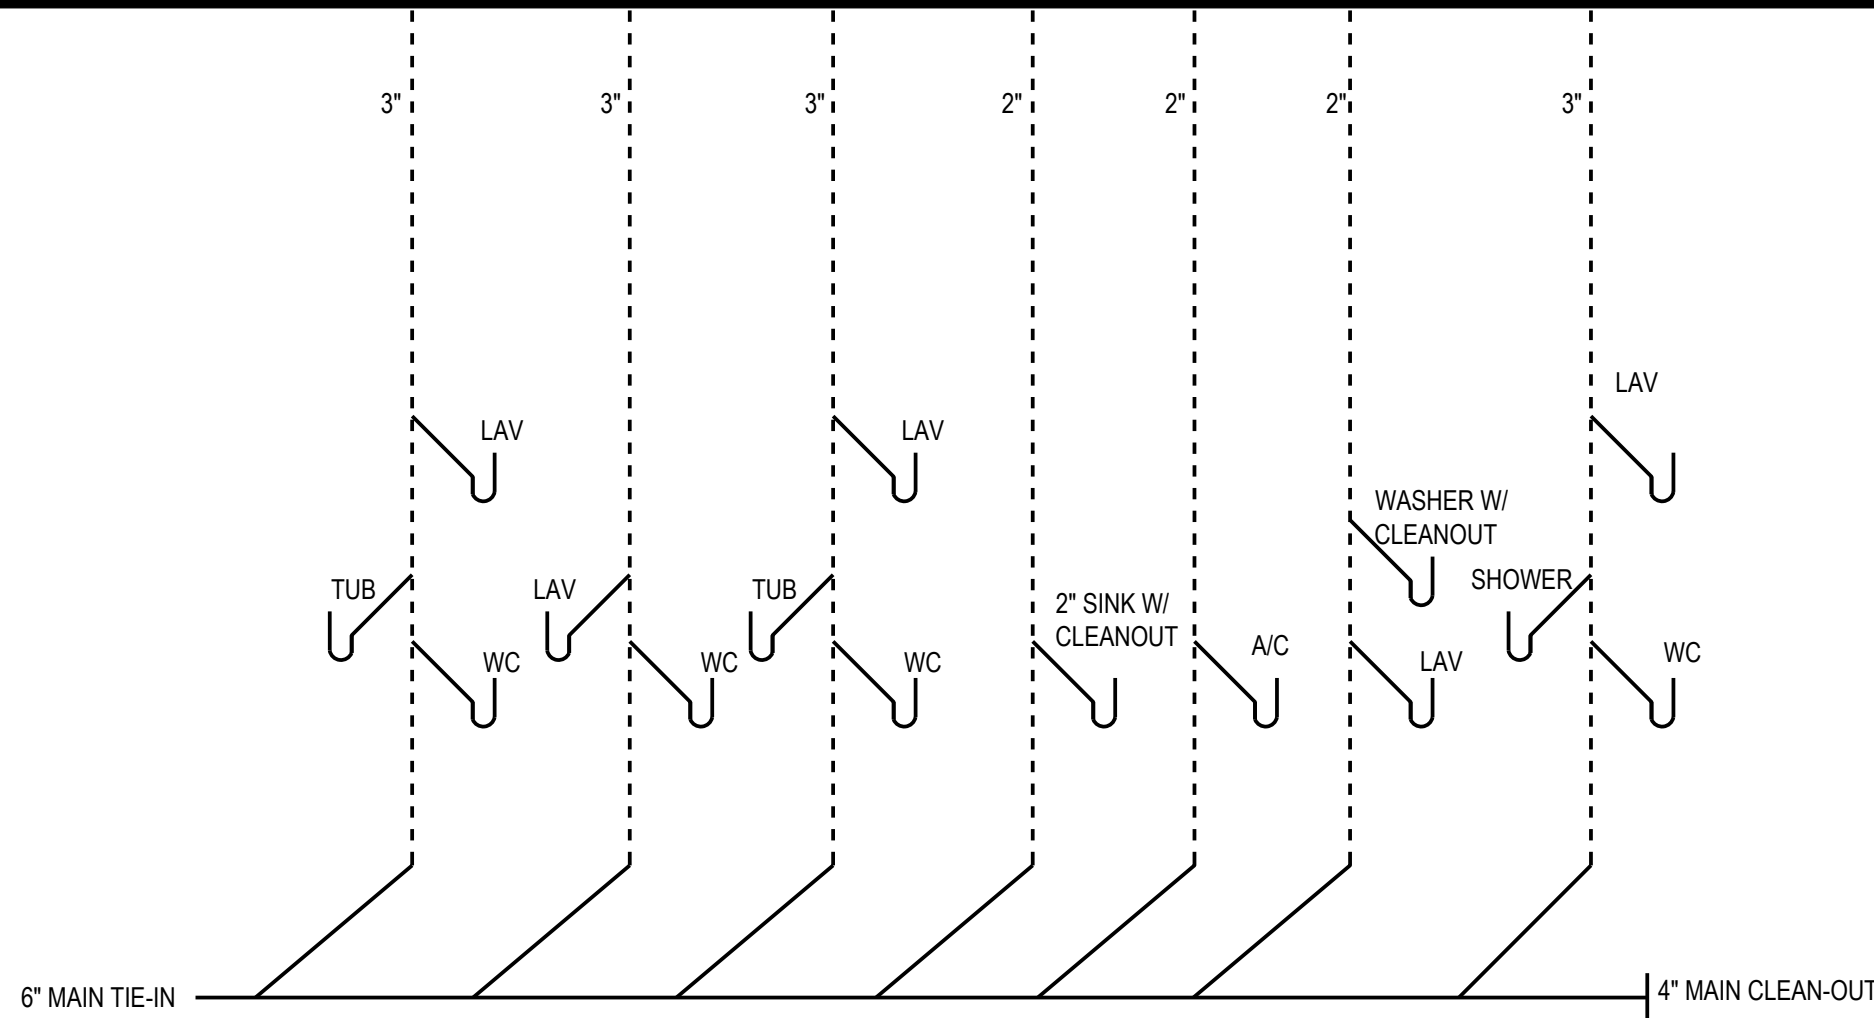 3"
3"
3"
2"
2"
2"
3"
LAV
LAV
LAV
WASHER W/
CLEANOUT
TUB
LAV
TUB
2" SINK W/
CLEANOUT
SHOWER
WC
WC
WC
A/C
LAV
WC
6" MAIN TIE-IN
4" MAIN CLEAN-OUT